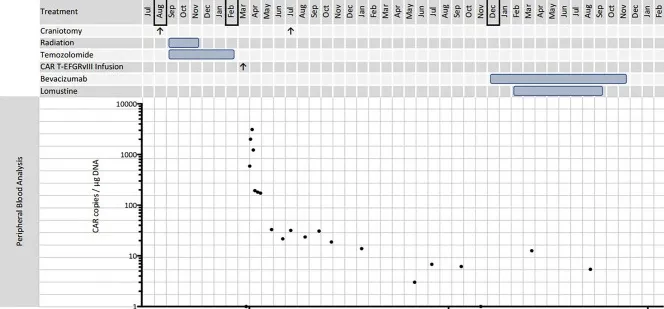 Treatment Jul Aug Sep Oct Nov Dec Jan Feb Mar Apr May Jun Jul Aug Sep Oct Nov Dec Jan Feb Mar Apr May Jun Jul Aug Sep Oct Nov Dec Jan Feb Mar Apr May Jun Jul Aug Sep Oct Nov Dec Jan Feb
Craniotomy
Radiation
Temozolomide
CAR T-EFGRvIII Infusion
Bevacizumab
Lomustine
Peripheral Blood Analysis
CAR copies / µg DNA
10000
1000
100
10
1